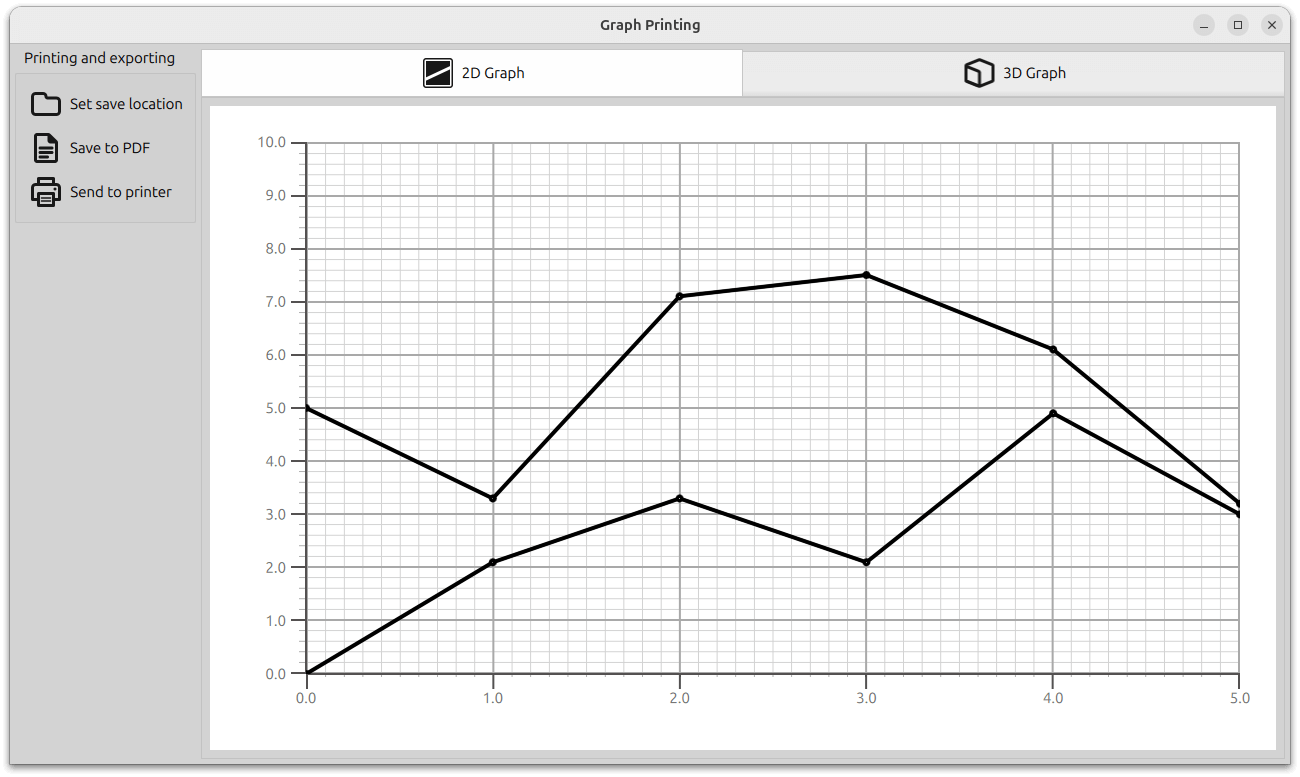 Graph Printing
Printing and exporting
Set save location
Save to PDF
Send to printer
2D Graph
3D Graph
10.0
9.0
8.0
7.0
6.0
5.0
4.0
3.0
2.0
1.0
0.0
0.0 1.0 2.0 3.0 4.0 5.0